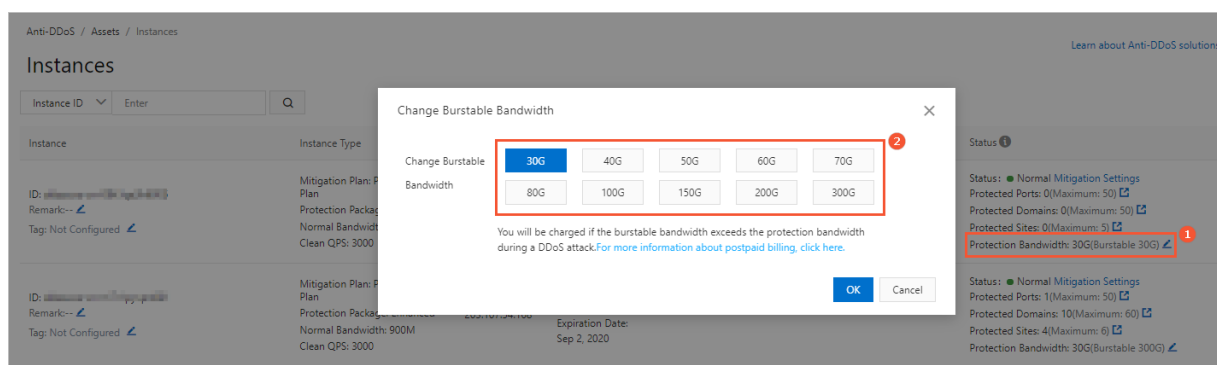 Anti-DDoS / Assets / Instances
Learn about Anti-DDoS solutions
Instances
Instance ID
Enter
Change Burstable Bandwidth
Instance
Instance Type
Status
Change Burstable Bandwidth
30G
40G
50G
60G
70G
80G
100G
150G
200G
300G
2
You will be charged if the burstable bandwidth exceeds the protection bandwidth
during a DDoS attack.For more information about postpaid billing, click here.
OK
Cancel
ID:
Remark:--
Tag: Not Configured
Mitigation Plan:
Plan
Protection
Normal
Clean QPS: 3000
Status: Normal Mitigation Settings
Protected Ports: 0(Maximum: 50)
Protected Domains: 0(Maximum: 50)
Protected Sites: 0(Maximum: 5)
Protection Bandwidth: 30G(Burstable 30G)
1
ID:
Remark:--
Tag: Not Configured
Mitigation Plan:
Plan
Protection
Normal Bandwidth: 900M
Clean QPS: 3000
Expiration Date:
Sep 2, 2020
Status: Normal Mitigation Settings
Protected Ports: 1(Maximum: 50)
Protected Domains: 10(Maximum: 60)
Protected Sites: 4(Maximum: 6)
Protection Bandwidth: 30G(Burstable 300G)